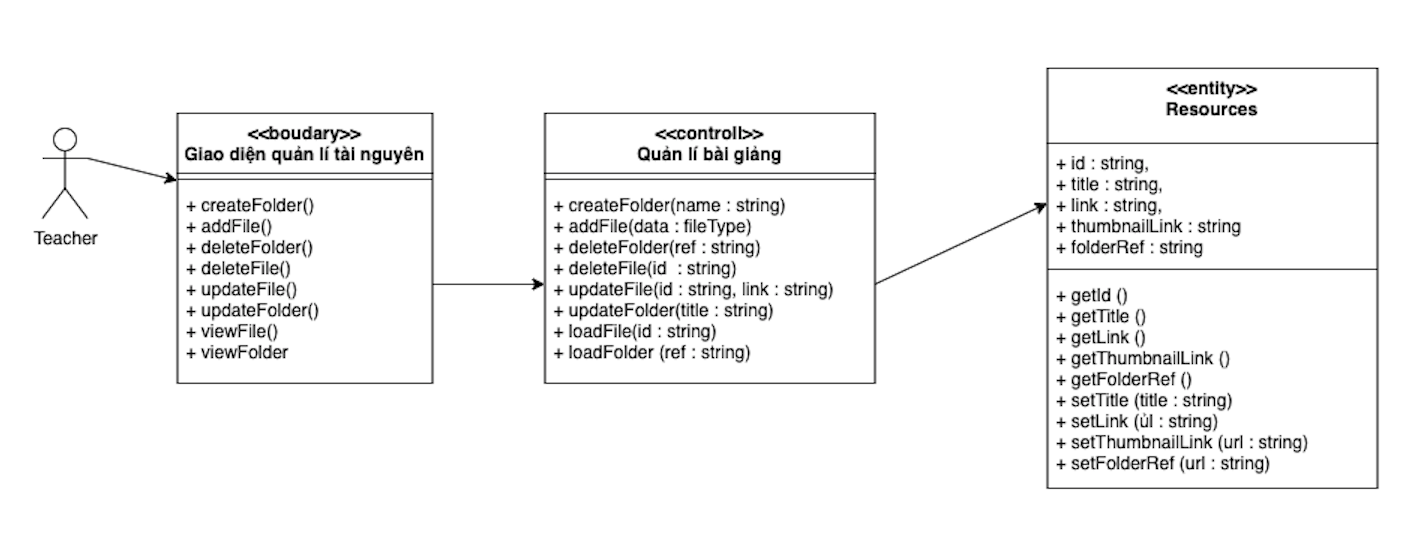 Teacher
<<boudary>>
Giao diện quản lí tài nguyên
+ createFolder()
+ addFile()
+ deleteFolder()
+ deleteFile()
+ updateFile()
+ updateFolder()
+ viewFile()
+ viewFolder
<<controll>>
Quản lí bài giảng
+ createFolder(name : string)
+ addFile(data : fileType)
+ deleteFolder(ref : string)
+ deleteFile(id  : string)
+ updateFile(id : string, link : string)
+ updateFolder(title : string)
+ loadFile(id : string)
+ loadFolder (ref : string)
<<entity>>
Resources
+ id : string,
+ title : string,
+ link : string,
+ thumbnailLink : string
+ folderRef : string
+ getId ()
+ getTitle ()
+ getLink ()
+ getThumbnailLink ()
+ getFolderRef ()
+ setTitle (title : string)
+ setLink (ủl : string)
+ setThumbnailLink (url : string)
+ setFolderRef (url : string)